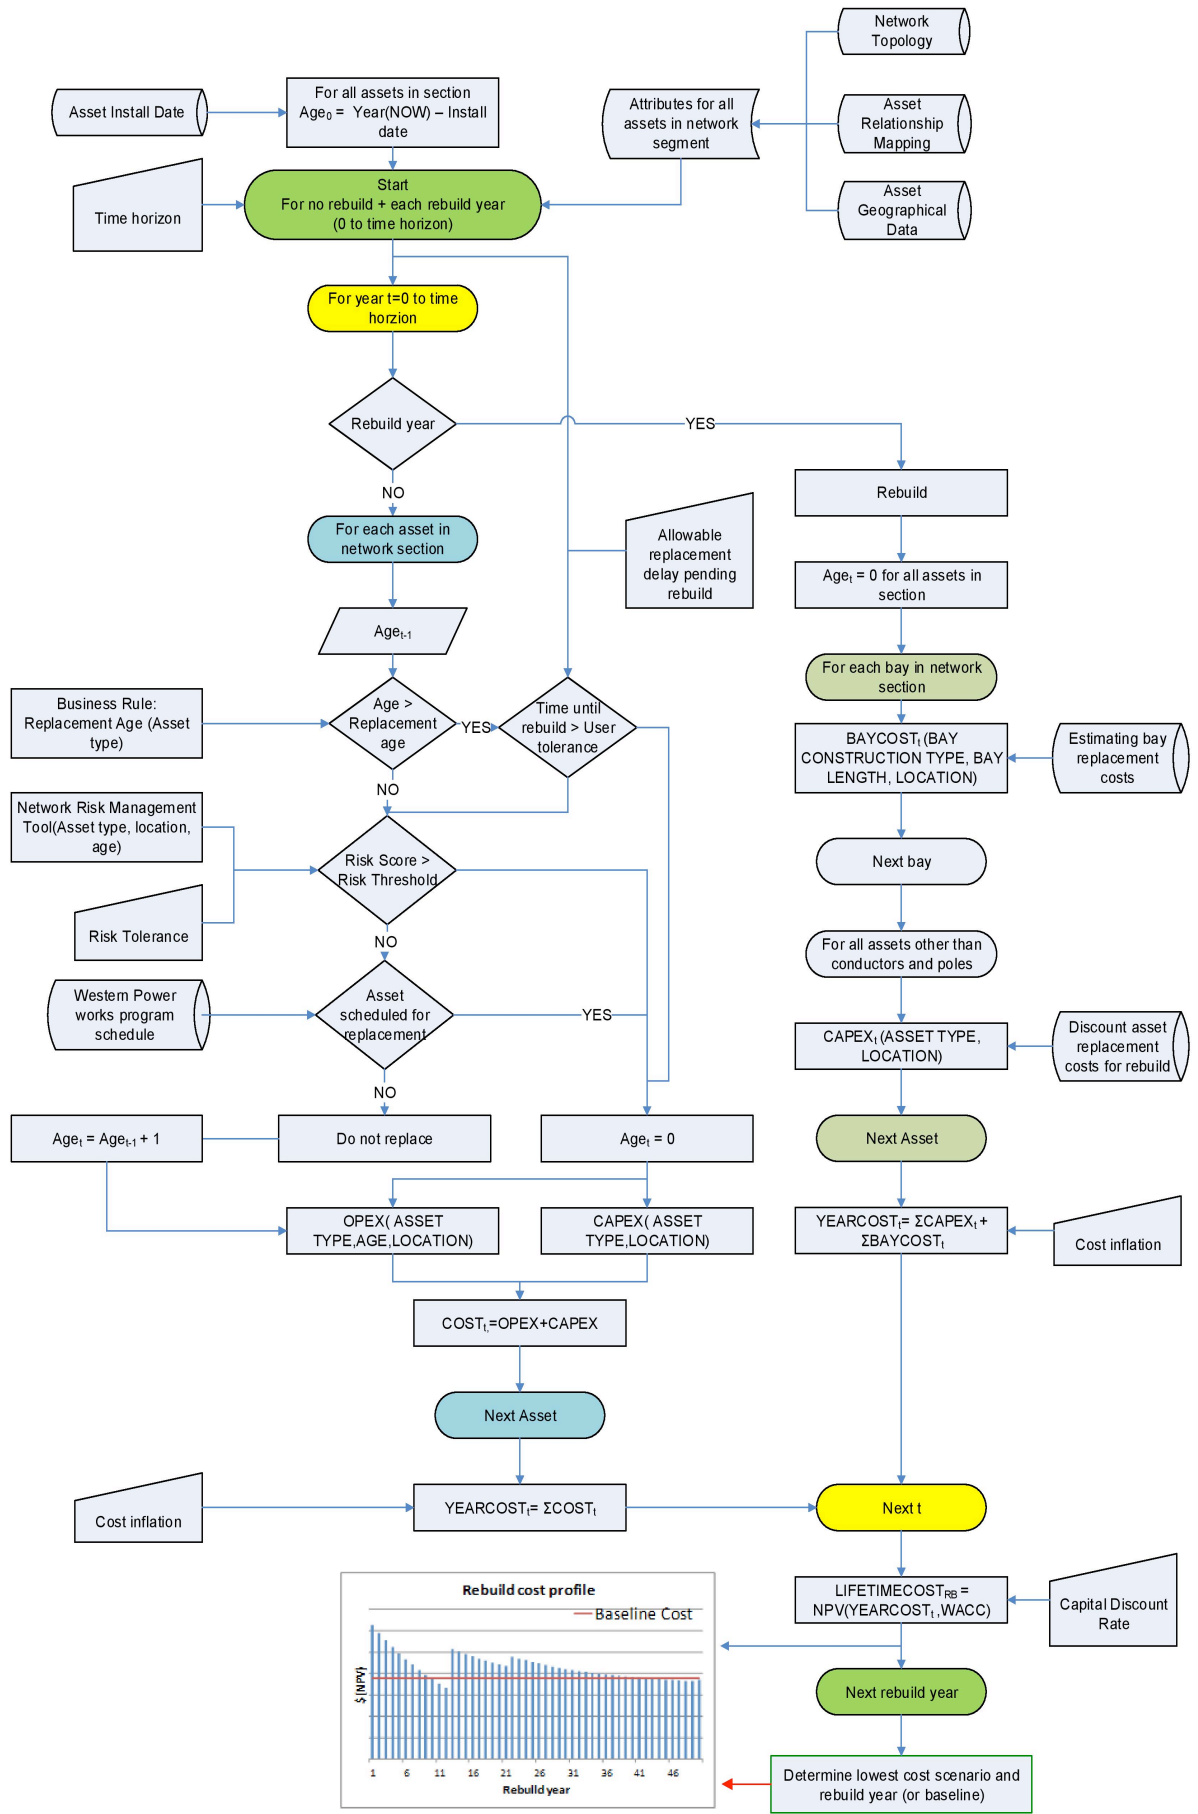 Network
Topology
Asset Install Date
For all assets in section
Age0 = Year(NOW) – Install
date
Attributes for all
assets in network
segment
Asset
Relationship
Mapping
Time horizon
Start
For no rebuild + each rebuild year
(0 to time horizon)
Asset
Geographical
Data
For year t=0 to time
horzion
Rebuild year
YES
NO
Rebuild
For each asset in
network section
Allowable
replacement
delay pending
rebuild
Aget = 0 for all assets in
section
Aget-1
For each bay in network
section
Business Rule:
Replacement Age (Asset
type)
Age >
Replacement
age
YES
Time until
rebuild > User
tolerance
BAYCOSTt (BAY
CONSTRUCTION TYPE, BAY
LENGTH, LOCATION)
Estimating bay
replacement
costs
NO
Network Risk Management
Tool(Asset type, location,
age)
Risk Score >
Risk Threshold
Next bay
Risk Tolerance
NO
For all assets other than
conductors and poles
Western Power
works program
schedule
Asset
scheduled for
replacement
YES
CAPEXt (ASSET TYPE,
LOCATION)
Discount asset
replacement
costs for rebuild
NO
Aget = Aget-1 + 1
Do not replace
Aget = 0
Next Asset
OPEX( ASSET
TYPE,AGE,LOCATION)
CAPEX( ASSET
TYPE,LOCATION)
YEARCOSTt= ΣCAPEXt +
ΣBAYCOSTt
Cost inflation
COSTt,=OPEX+CAPEX
Next Asset
Cost inflation
YEARCOSTt= ΣCOSTt
Next t
LIFETIMECOSTRB =
NPV(YEARCOSTt ,WACC)
Capital Discount
Rate
Rebuild cost profile
Baseline Cost
$ (NPV)
1 6 11 16 21 26 31 36 41 46
Rebuild year
Next rebuild year
Determine lowest cost scenario and
rebuild year (or baseline)